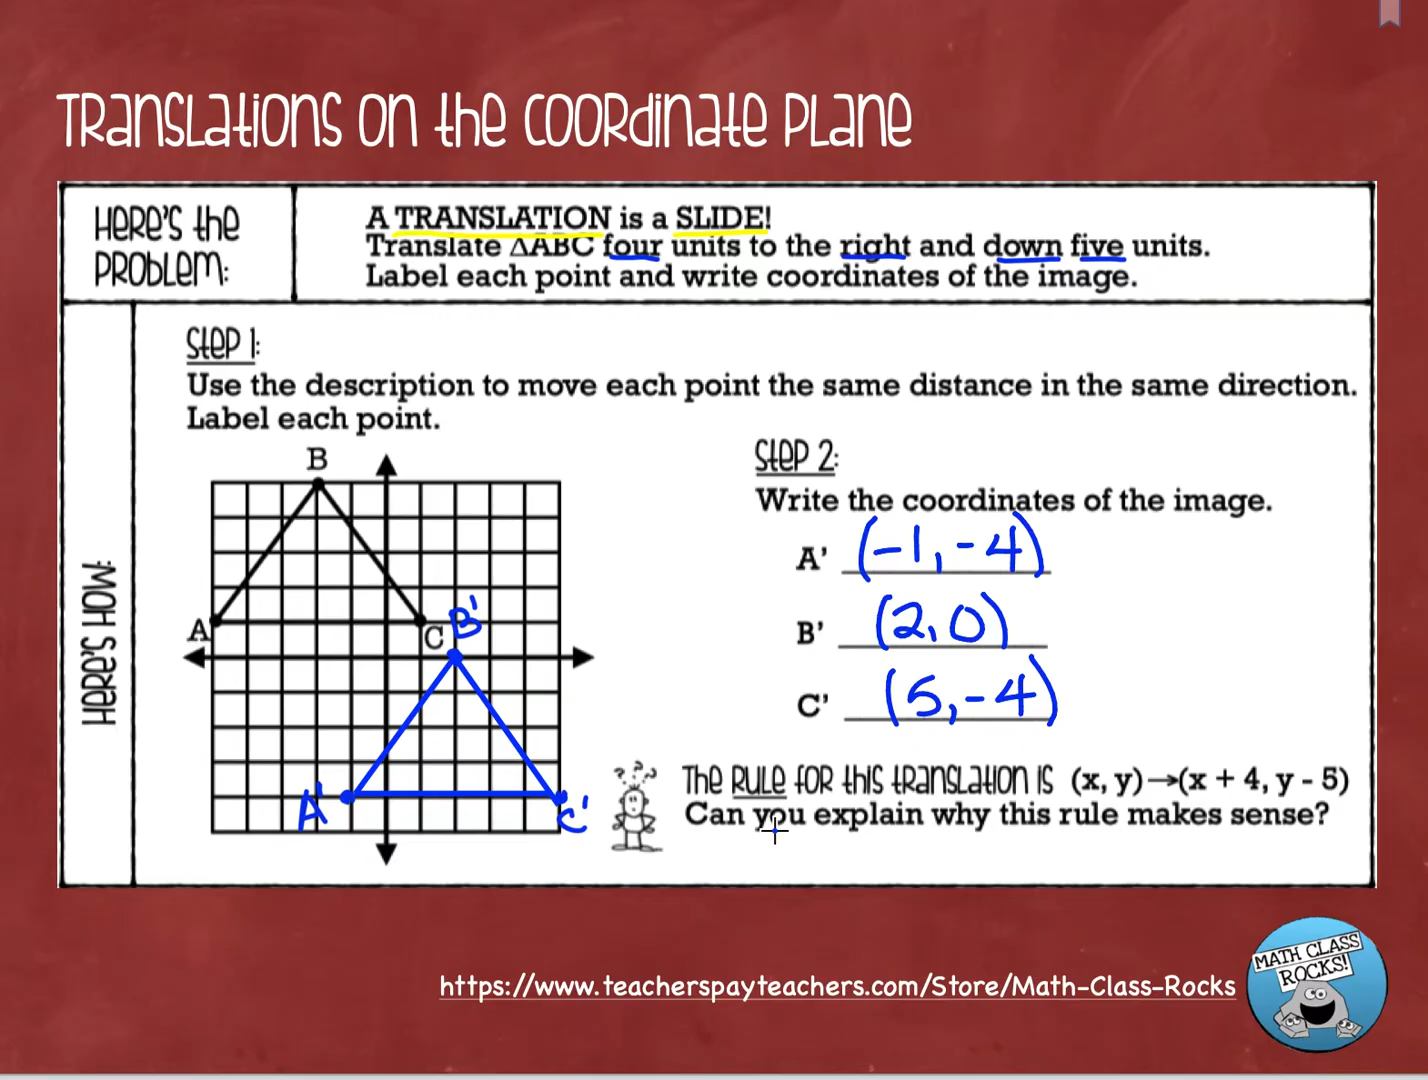 Translations on the Coordinate Plane
Here's the
Problem:
A TRANSLATION is a SLIDE!
Translate ΔABC four units to the right and down five units.
Label each point and write coordinates of the image.
Here's How:
Step 1:
Use the description to move each point the same distance in the same direction.
Label each point.
B
A
C
B'
A'
C'
Step 2:
Write the coordinates of the image.
A' (-1, -4)
B' (2, 0)
C' (5, -4)
? ? ? ?
The RULE for this translation is (x, y)→(x + 4, y - 5)
Can you explain why this rule makes sense?
https://www.teacherspayteachers.com/Store/Math-Class-Rocks
MATH CLASS
ROCKS!